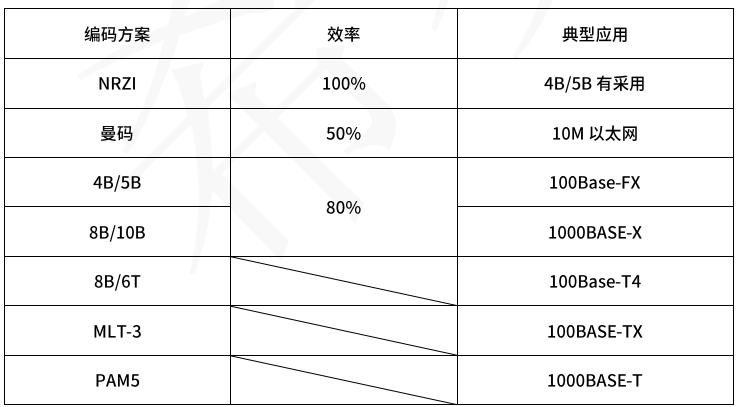 编码方案 效率 典型应用
NRZI 100% 4B/5B 有采用
曼码 50% 10M 以太网
4B/5B 80% 100Base-FX
8B/10B 1000BASE-X
8B/6T 100Base-T4
MLT-3 100BASE-TX
PAM5 1000BASE-T